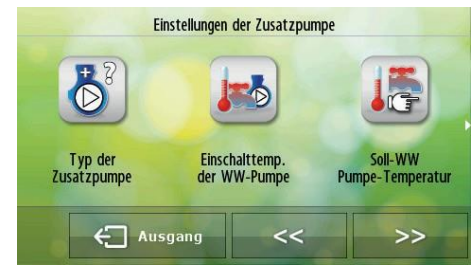 Einstellungen der Zusatzpumpe
?
Typ der
Zusatzpumpe
Einschalttemp.
der WW-Pumpe
Soll-WW
Pumpe-Temperatur
Ausgang
<<
>>